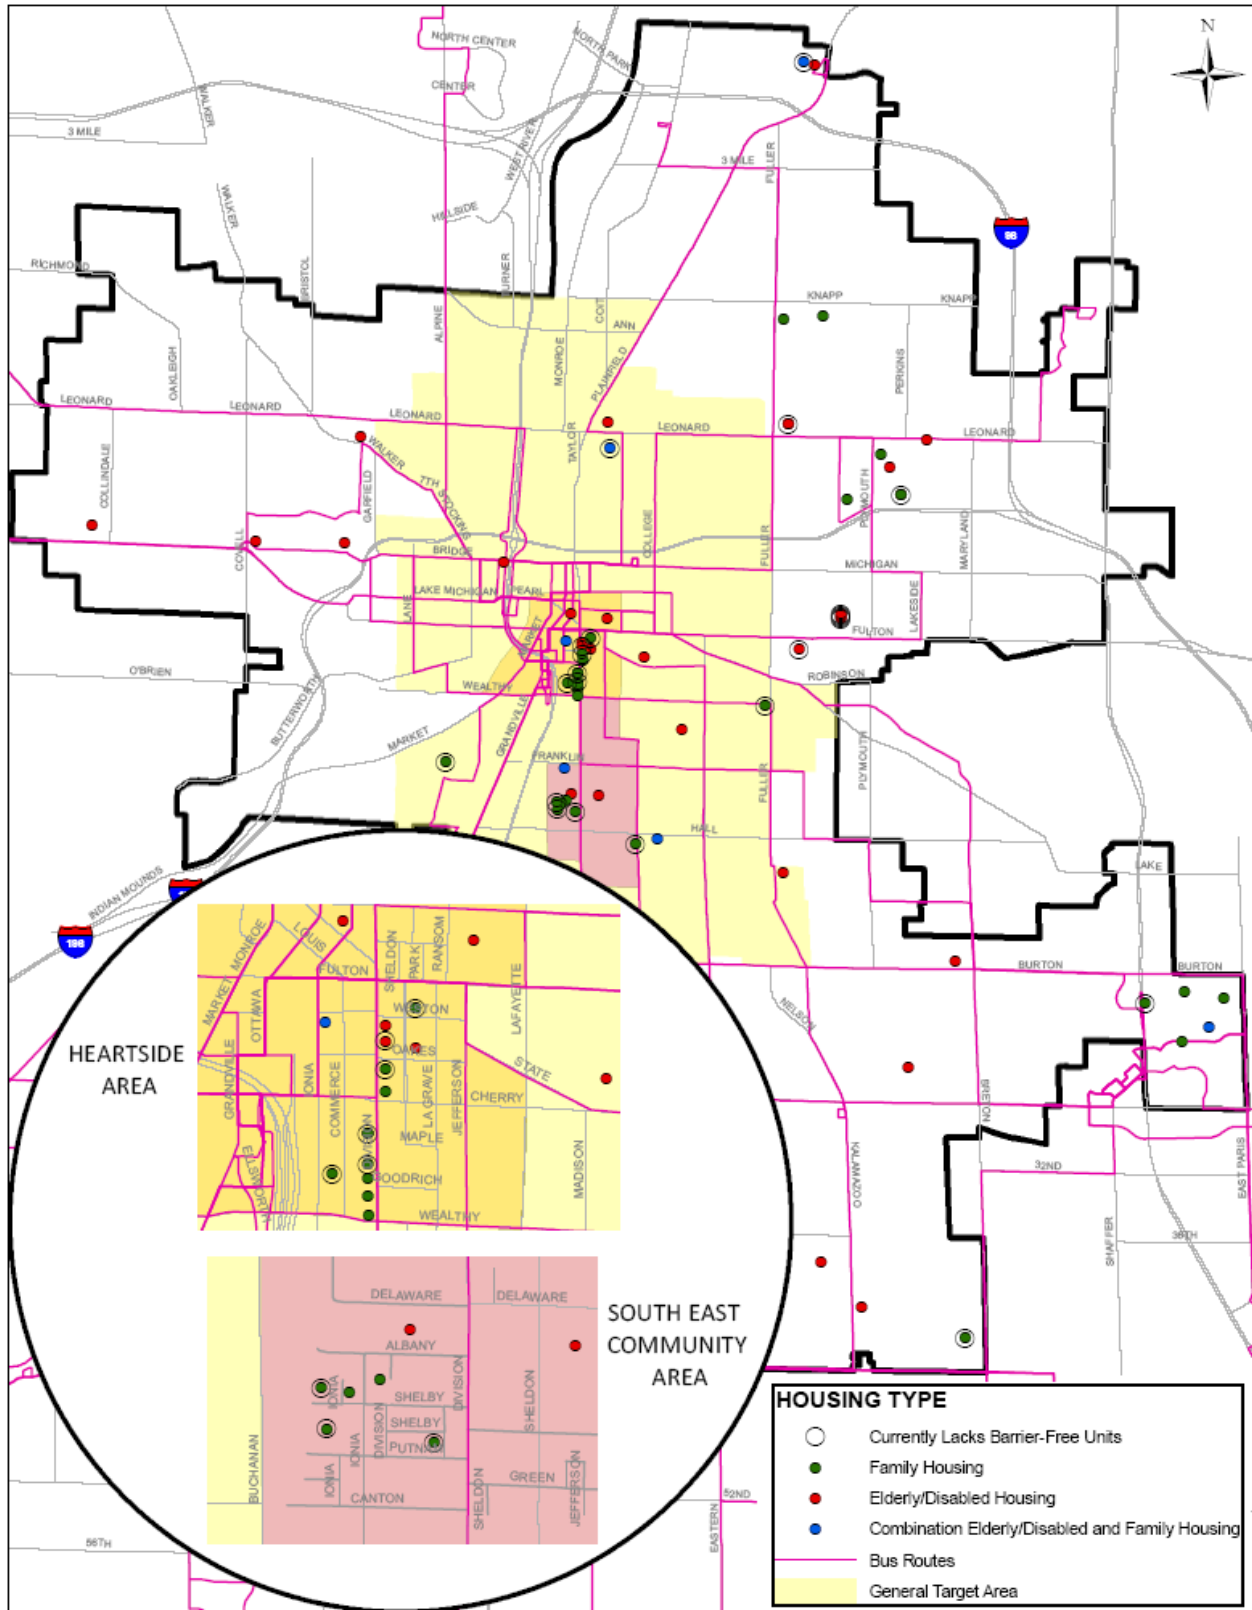 NORTH CENTER
NORTH PARK
N
CENTER
WALKER
3 MILE
WEST RIVER
FULLER
3 MILE
WALKER
HILLSIDE
96
RICHMOND
BRISTOL
TURNER
COIT
KNAPP
KNAPP
ALPINE
ANN
OAKLEIGH
MONROE
PLAINFIELD
PERKINS
LEONARD
LEONARD
LEONARD
LEONARD
LEONARD
COLLINDALE
WALKER
TAYLOR
GARFIELD
7TH
STOCKING
COLLEGE
PLYMOUTH
COVELL
BRIDGE
FULLER
MICHIGAN
MARYLAND
LAKE MICHIGAN
PEARL
LANE
MARKET
LAKESIDE
FULTON
O'BRIEN
WEALTHY
ROBINSON
BUTTERWORTH
MARKET
GRANDVILLE
FRANKLIN
FULLER
PLYMOUTH
HALL
LAKE
INDIAN MOUNDS
196
BURTON
BURTON
NELSON
BRETON
KALAMAZOO
32ND
SHAFFER
36TH
EAST PARIS
HEARTSIDE
AREA
MARKET
MONROE
LOUIS
FULTON
SHELDON
PARK
RANSOM
OTTAWA
WESTON
LAFAYETTE
GRANDVILLE
IONIA
COMMERCE
OAKES
LA GRAVE
JEFFERSON
STATE
CHERRY
DIVISION
MAPLE
GOODRICH
ELLSWORTH
WEALTHY
MADISON
SOUTH EAST
COMMUNITY
AREA
DELAWARE
DELAWARE
ALBANY
IONIA
SHELBY
DIVISION
SHELDON
SHELBY
DIVISION
IONIA
PUTNAM
BUCHANAN
IONIA
GREEN
CANTON
SHELDON
JEFFERSON
56TH
EASTERN
52ND
HOUSING TYPE
Currently Lacks Barrier-Free Units
Family Housing
Elderly/Disabled Housing
Combination Elderly/Disabled and Family Housing
Bus Routes
General Target Area